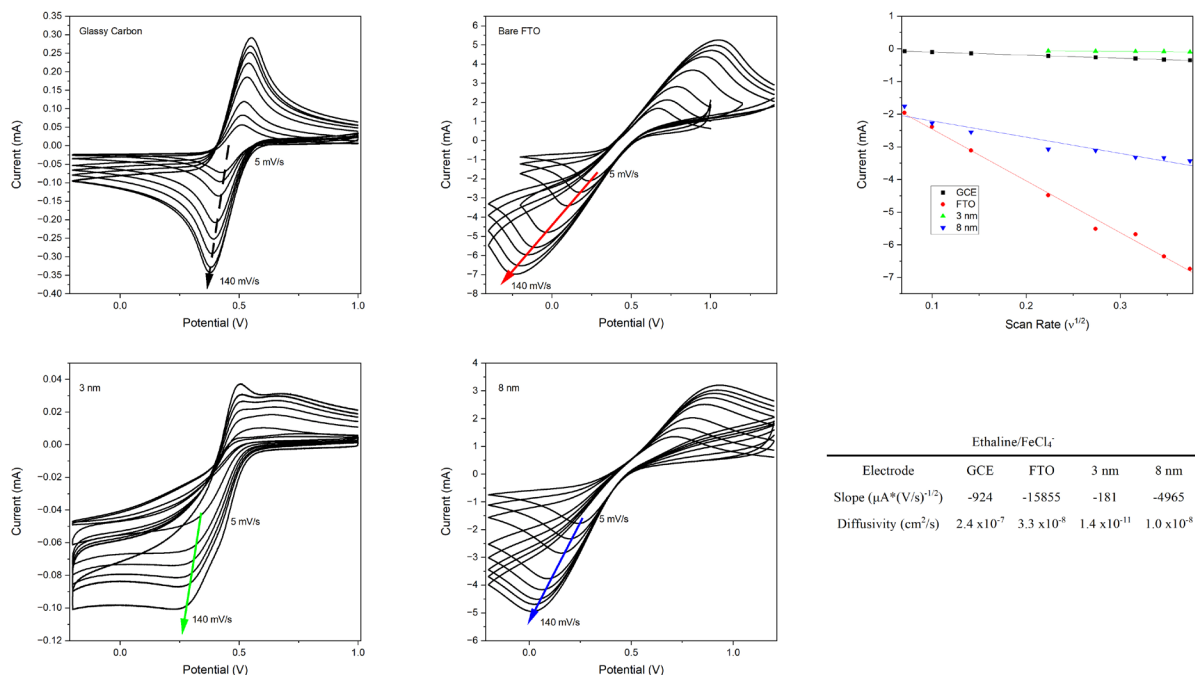 Glassy Carbon
0.35
0.30
0.25
0.20
0.15
0.10
0.05
0.00
−0.05
−0.10
−0.15
−0.20
−0.25
−0.30
−0.35
−0.40
Current (mA)
5 mV/s
140 mV/s
0.0 0.5 1.0
Potential (V)
Bare FTO
8
7
6
5
4
3
2
1
0
−1
−2
−3
−4
−5
−6
−7
−8
Current (mA)
5 mV/s
140 mV/s
0.0 0.5 1.0
Potential (V)
1
0
−1
−2
−3
−4
−5
−6
−7
Current (mA)
GCE
FTO
3 nm
8 nm
0.1 0.2 0.3
Scan Rate (ν^1/2)
3 nm
0.04
0.02
0.00
−0.02
−0.04
−0.06
−0.08
−0.10
−0.12
Current (mA)
5 mV/s
140 mV/s
0.0 0.5 1.0
Potential (V)
8 nm
4
3
2
1
0
−1
−2
−3
−4
−5
−6
Current (mA)
5 mV/s
140 mV/s
0.0 0.5 1.0
Potential (V)
Ethaline/FeCl₄⁻
Electrode GCE FTO 3 nm 8 nm
Slope (μA*(V/s)⁻¹/²) -924 -15855 -181 -4965
Diffusivity (cm²/s) 2.4 x10⁻⁷ 3.3 x10⁻⁸ 1.4 x10⁻¹¹ 1.0 x10⁻⁸